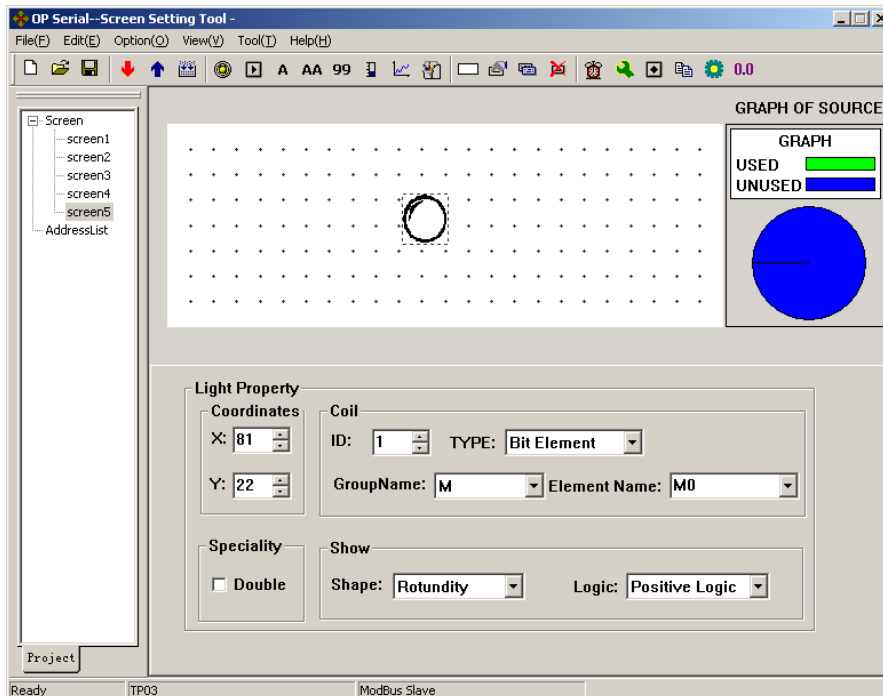 OP Serial--Screen Setting Tool -
File(F) Edit(E) Option(O) View(V) Tool(T) Help(H)
A AA 99 0.0
Screen
screen1
screen2
screen3
screen4
screen5
AddressList
Project
GRAPH OF SOURCE
GRAPH
USED
UNUSED
Light Property
Coordinates
X: 81
Y: 22
Coil
ID: 1 TYPE: Bit Element
GroupName: M Element Name: M0
Speciality
Double
Show
Shape: Rotundity Logic: Positive Logic
Ready TP03 ModBus Slave